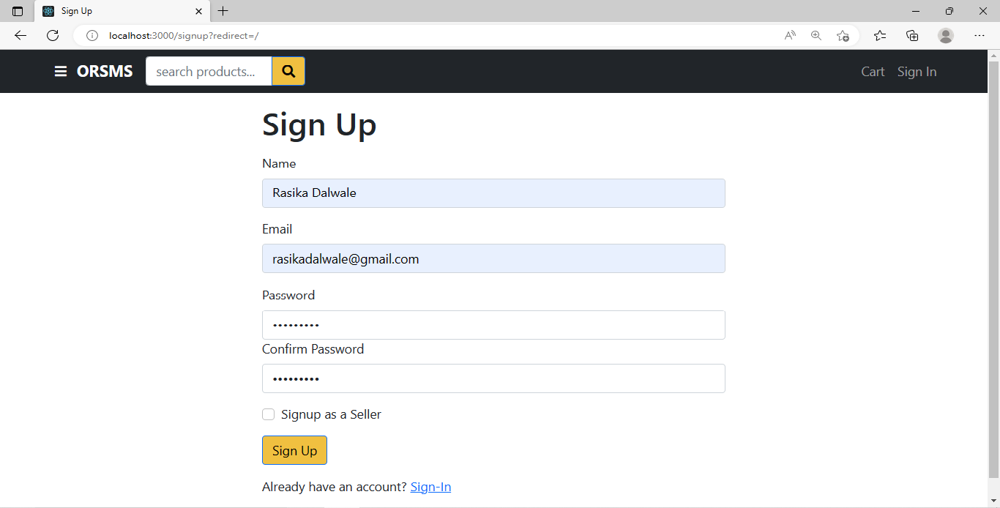 Sign Up
localhost:3000/signup?redirect=/
ORSMS search products... Cart Sign In
Sign Up
Name
Rasika Dalwale
Email
rasikadalwale@gmail.com
Password
•••••••••
Confirm Password
•••••••••
Signup as a Seller
Sign Up
Already have an account? Sign-In